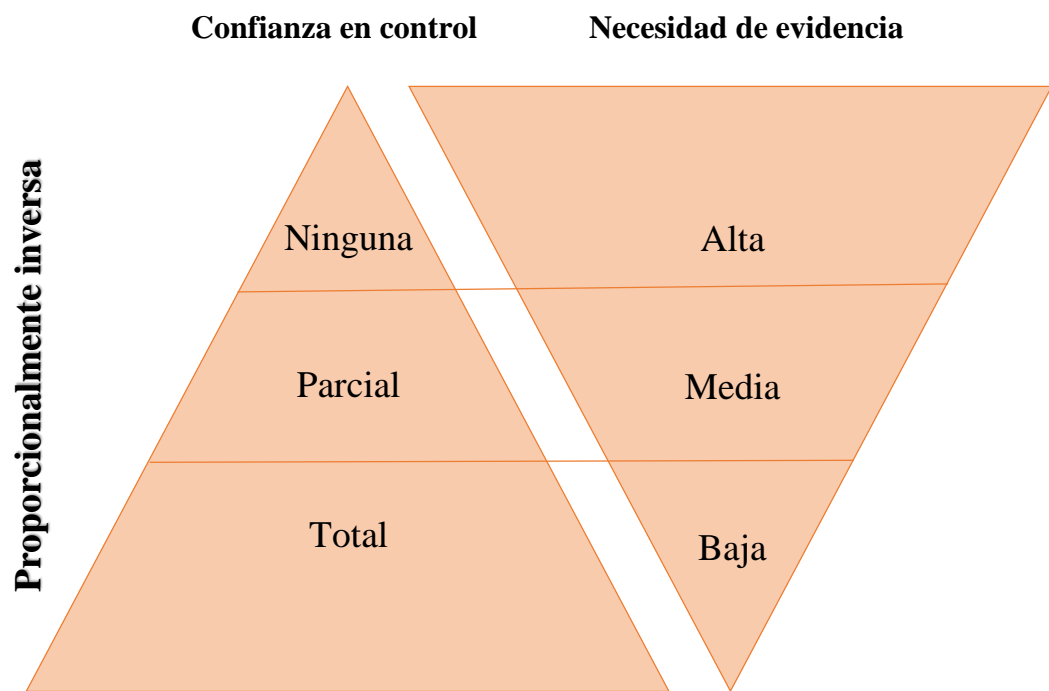 Confianza en control
Necesidad de evidencia
Proporcionalmente inversa
Ninguna
Alta
Parcial
Media
Total
Baja